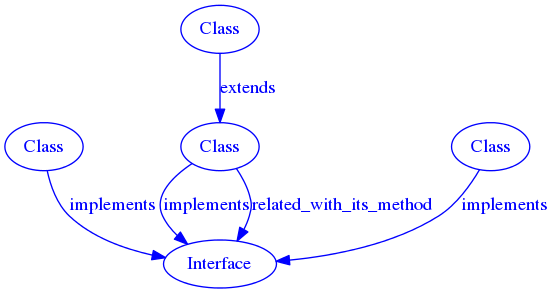 Class
extends
Class
Class
Class
implements
implements
related_with_its_method
implements
Interface